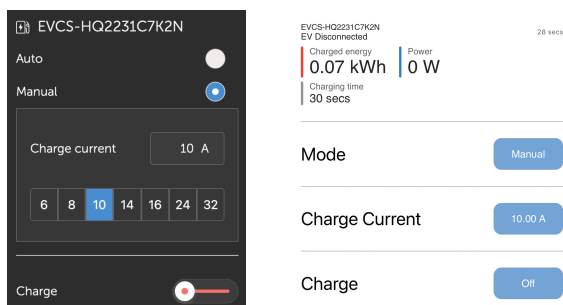 EVCS-HQ2231C7K2N
Auto
Manual
Charge current
10 A
6 8 10 14 16 24 32
Charge
EVCS-HQ2231C7K2N
EV Disconnected
28 secs
Charged energy
0.07 kWh
Power
0 W
Charging time
30 secs
Mode
Manual
Charge Current
10.00 A
Charge
Off